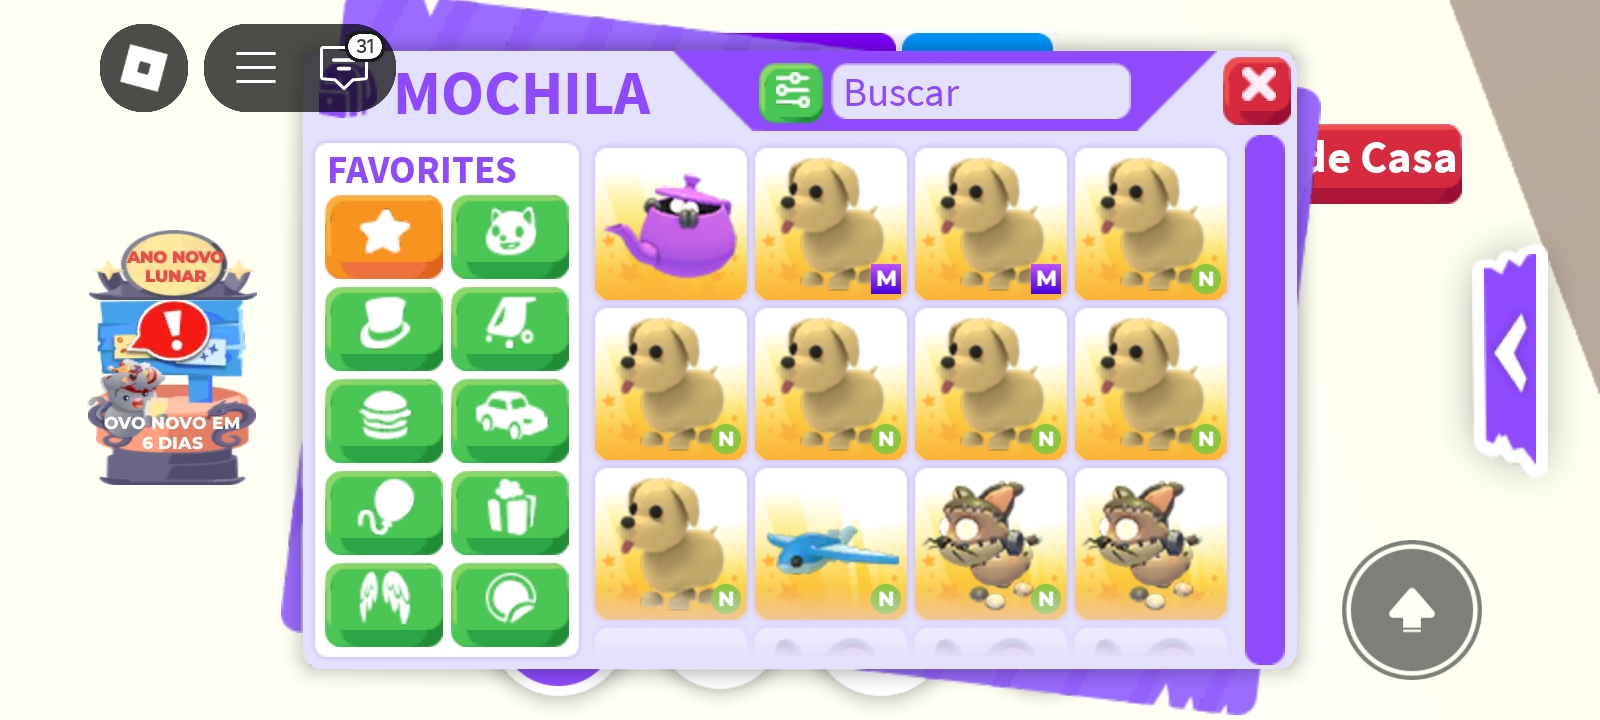 31
MOCHILA
Buscar
FAVORITES
de Casa
ANO NOVO
LUNAR
!
OVO NOVO EM
6 DIAS
M
M
N
N
N
N
N
N
N
N